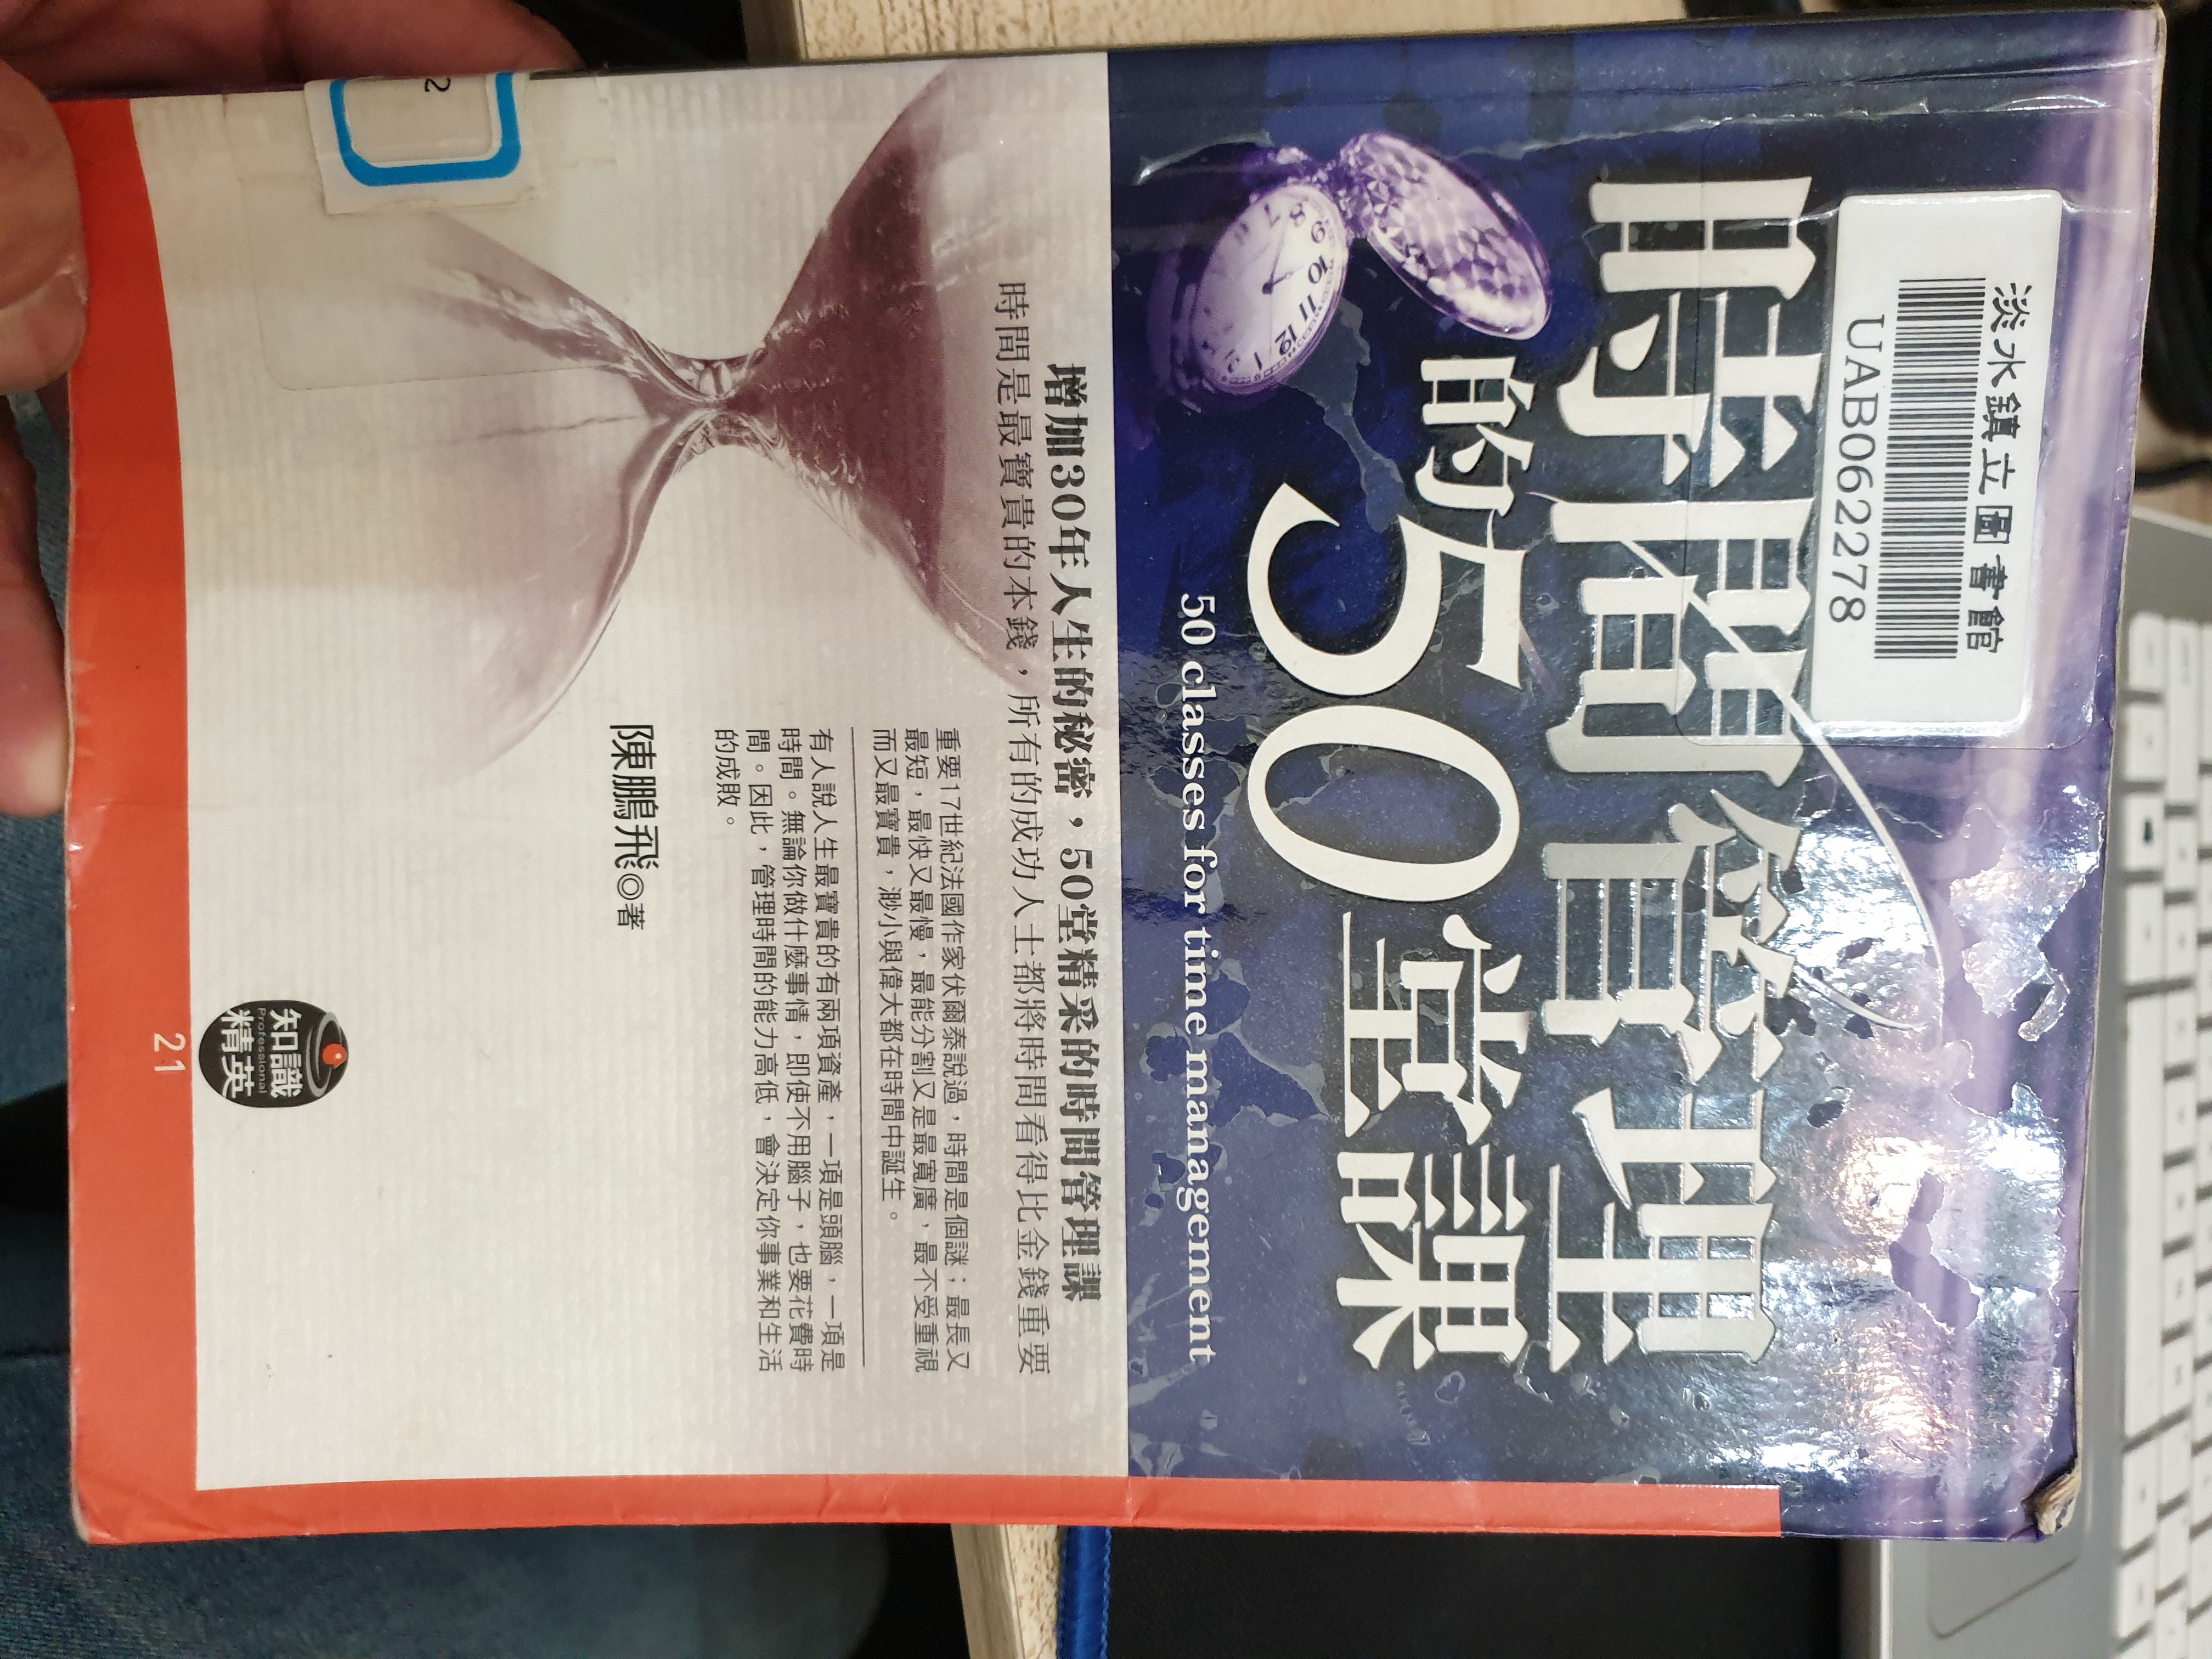 淡水鎮立圖書館
UAB0622278
時間管理
的50堂課
50 classes for time management
增加30年人生的秘密，50堂精采的時間管理課
時間是最寶貴的本錢，所有的成功人士都將時間看得比金錢重要
重要17世紀法國作家伏爾泰說過，時間是個謎；最長又
最短，最快又最慢，最能分割又是最寬廣，最不受重視
而又最寶貴，渺小與偉大都在時間中誕生。
有人說人生最寶貴的有兩項資產，一項是頭腦，一項是
時間。無論你做什麼事情，即使不用腦子，也要花費時
間。因此，管理時間的能力高低，會決定你事業和生活
的成敗。
陳鵬飛◎著
2
知識
Professional
精英
21
7 8 9 10 11 12 1